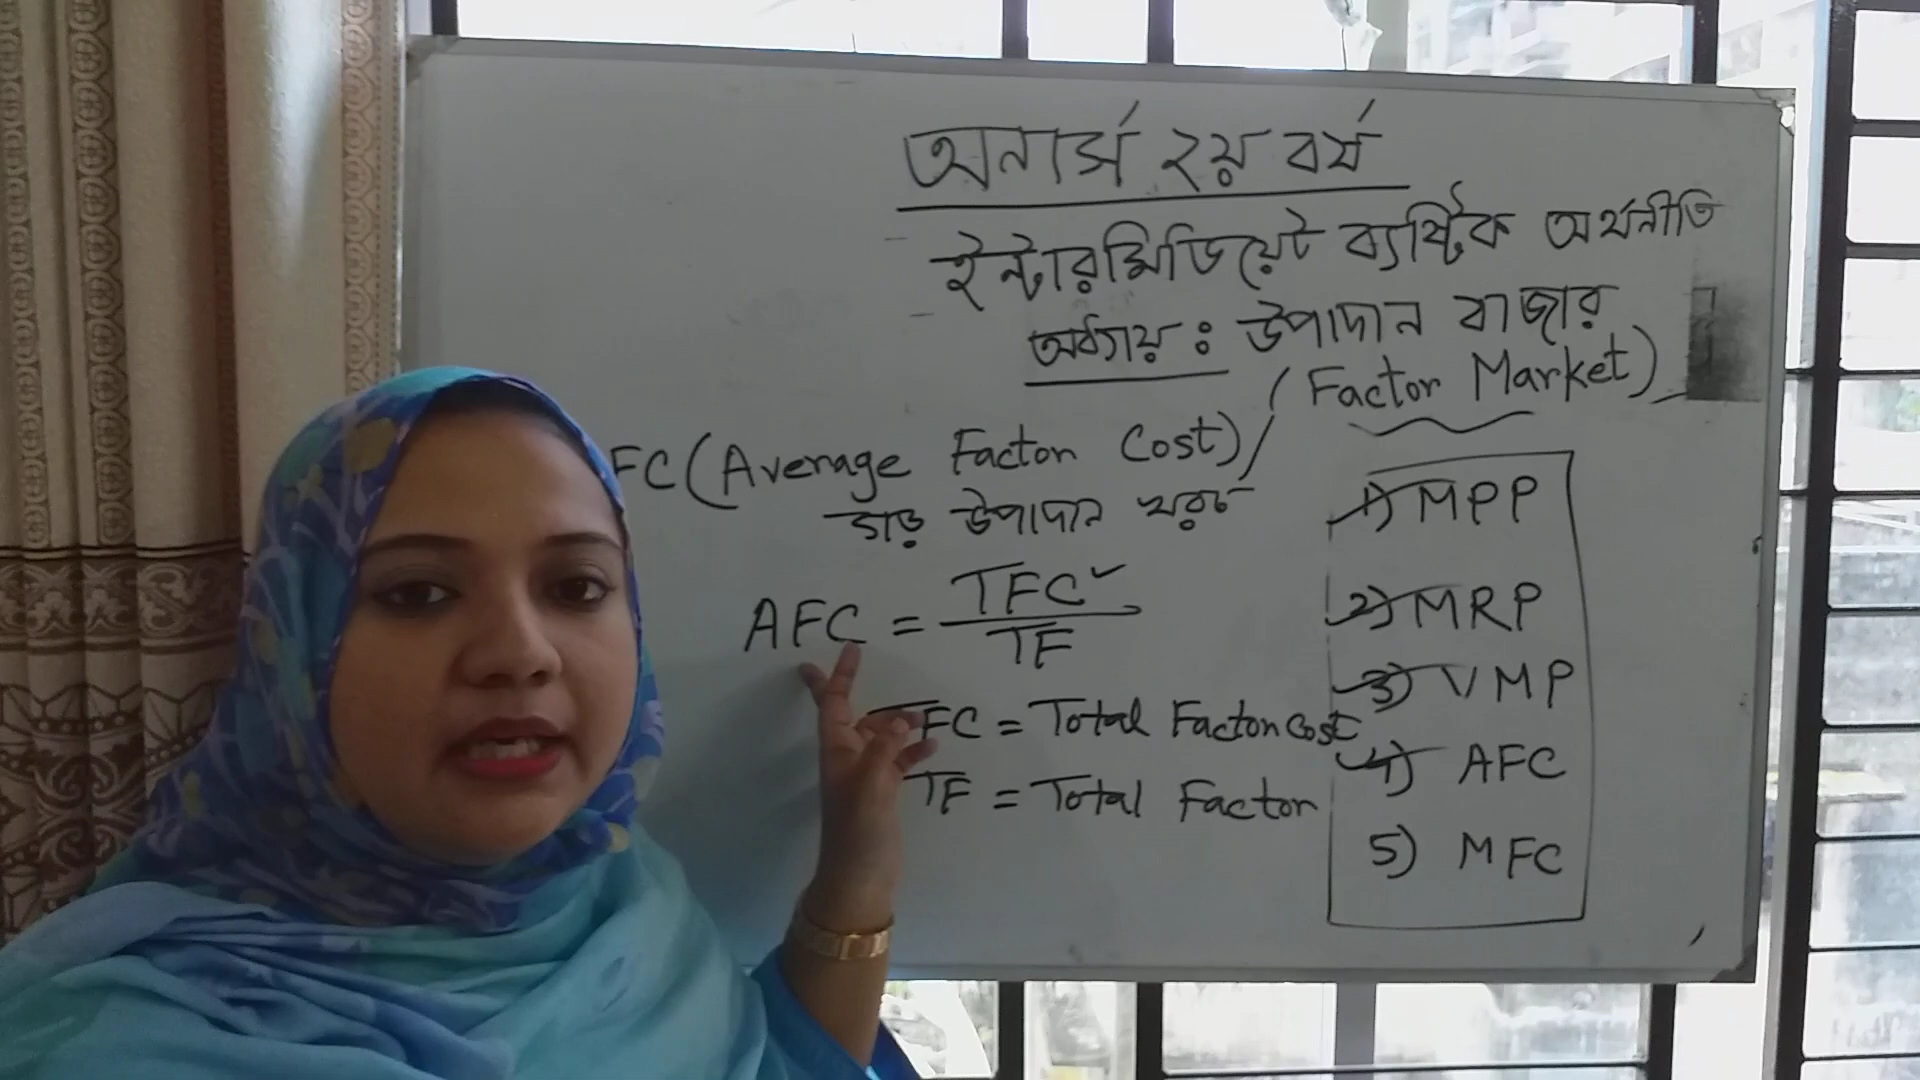 অনার্স ২য় বর্ষ
ইন্টারমিডিয়েট ব্যষ্টিক অর্থনীতি
অধ্যায় : উপাদান বাজার
(Factor Market)
FC (Average Factor Cost)/
গড় উপাদান খরচ
AFC = TFC / TF
TFC = Total Factor Cost
TF = Total Factor
1) MPP
2) MRP
3) VMP
4) AFC
5) MFC